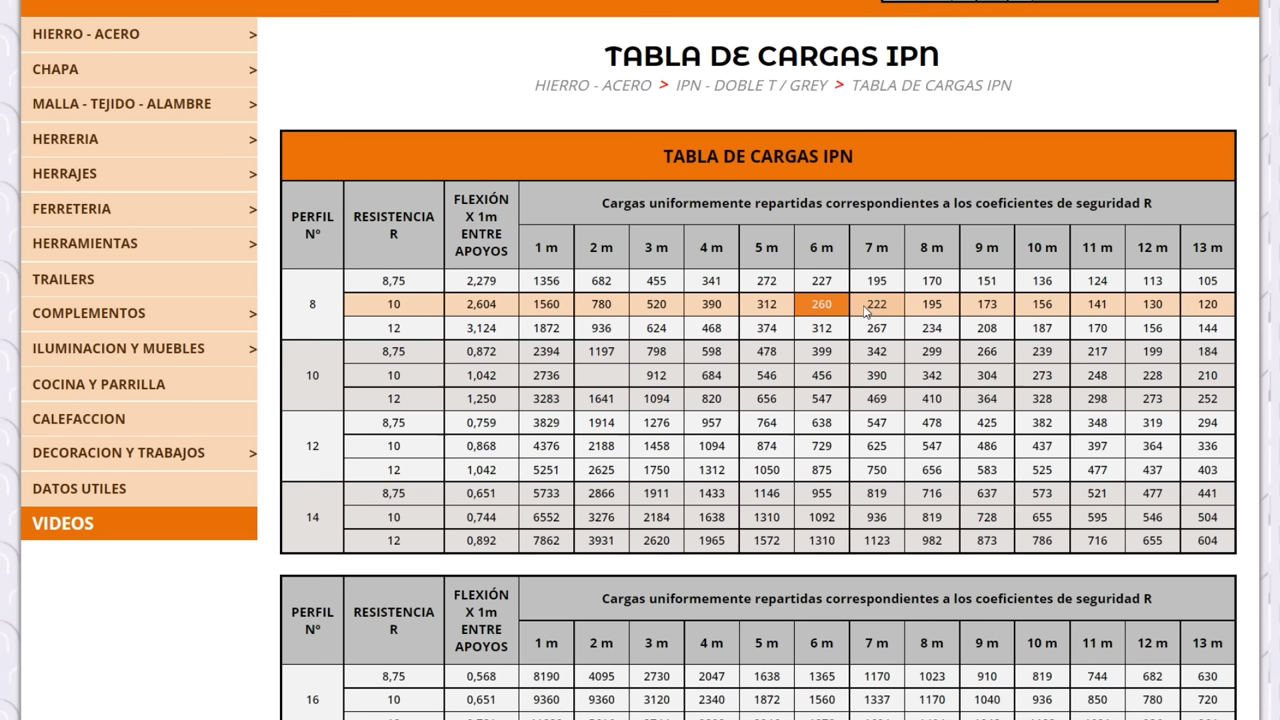 HIERRO - ACERO >
CHAPA >
MALLA - TEJIDO - ALAMBRE >
HERRERIA >
HERRAJES >
FERRETERIA >
HERRAMIENTAS >
TRAILERS
COMPLEMENTOS >
ILUMINACION Y MUEBLES >
COCINA Y PARRILLA
CALEFACCION
DECORACION Y TRABAJOS >
DATOS UTILES
VIDEOS
TABLA DE CARGAS IPN
HIERRO - ACERO > IPN - DOBLE T / GREY > TABLA DE CARGAS IPN
TABLA DE CARGAS IPN
PERFIL Nº RESISTENCIA R FLEXIÓN X 1m ENTRE APOYOS Cargas uniformemente repartidas correspondientes a los coeficientes de seguridad R
1 m 2 m 3 m 4 m 5 m 6 m 7 m 8 m 9 m 10 m 11 m 12 m 13 m
8 8,75 2,279 1356 682 455 341 272 227 195 170 151 136 124 113 105
10 2,604 1560 780 520 390 312 260 222 195 173 156 141 130 120
12 3,124 1872 936 624 468 374 312 267 234 208 187 170 156 144
10 8,75 0,872 2394 1197 798 598 478 399 342 299 266 239 217 199 184
10 1,042 2736 912 684 546 456 390 342 304 273 248 228 210
12 1,250 3283 1641 1094 820 656 547 469 410 364 328 298 273 252
12 8,75 0,759 3829 1914 1276 957 764 638 547 478 425 382 348 319 294
10 0,868 4376 2188 1458 1094 874 729 625 547 486 437 397 364 336
12 1,042 5251 2625 1750 1312 1050 875 750 656 583 525 477 437 403
14 8,75 0,651 5733 2866 1911 1433 1146 955 819 716 637 573 521 477 441
10 0,744 6552 3276 2184 1638 1310 1092 936 819 728 655 595 546 504
12 0,892 7862 3931 2620 1965 1572 1310 1123 982 873 786 716 655 604
PERFIL Nº RESISTENCIA R FLEXIÓN X 1m ENTRE APOYOS Cargas uniformemente repartidas correspondientes a los coeficientes de seguridad R
1 m 2 m 3 m 4 m 5 m 6 m 7 m 8 m 9 m 10 m 11 m 12 m 13 m
16 8,75 0,568 8190 4095 2730 2047 1638 1365 1170 1023 910 819 744 682 630
10 0,651 9360 9360 3120 2340 1872 1560 1337 1170 1040 936 850 780 720